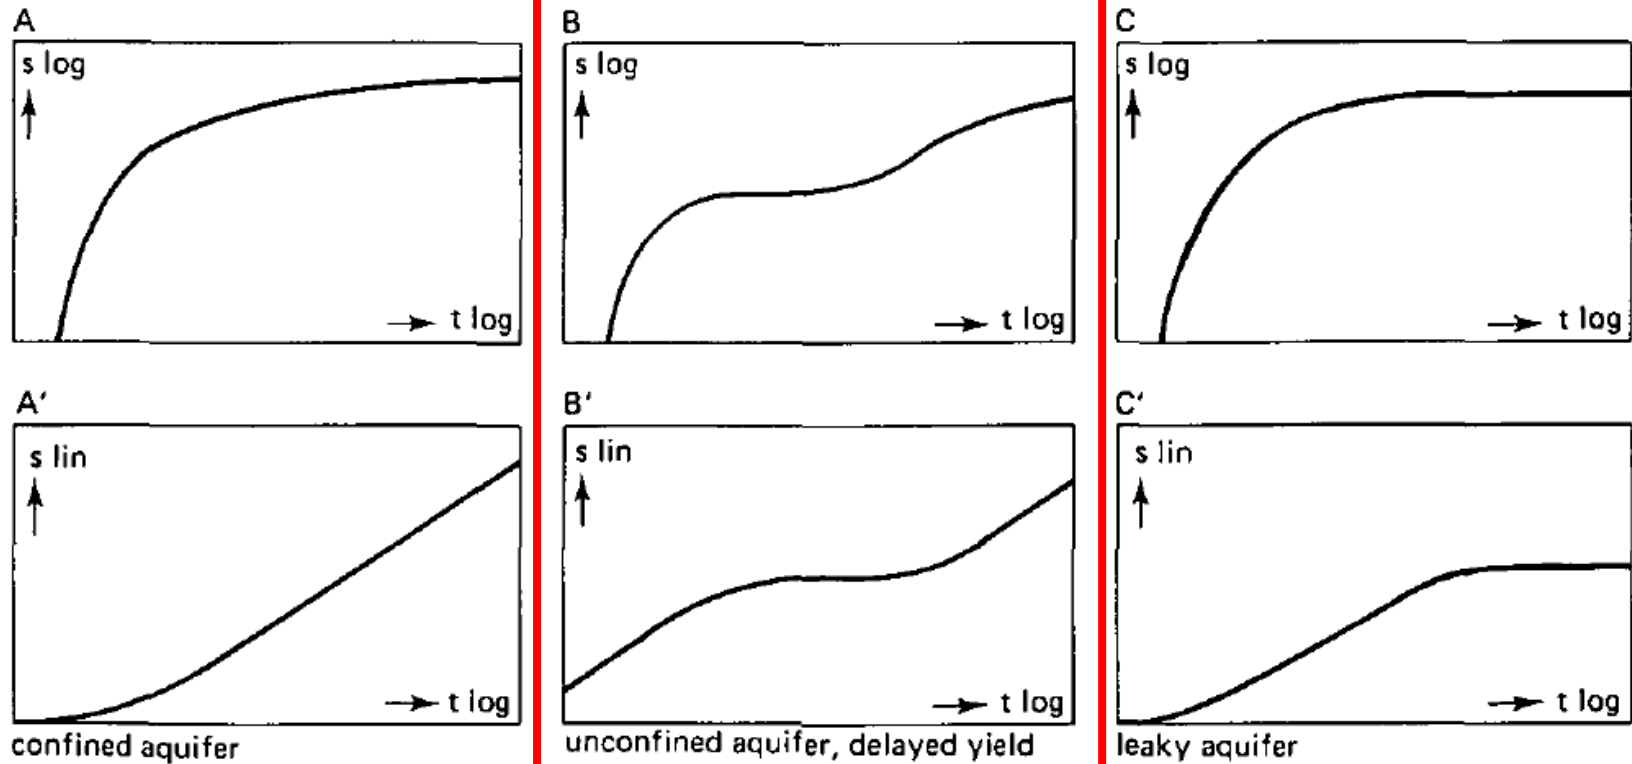 A
s log
t log
B
s log
t log
C
s log
t log
A′
s lin
t log
confined aquifer
B′
s lin
t log
unconfined aquifer, delayed yield
C′
s lin
t log
leaky aquifer